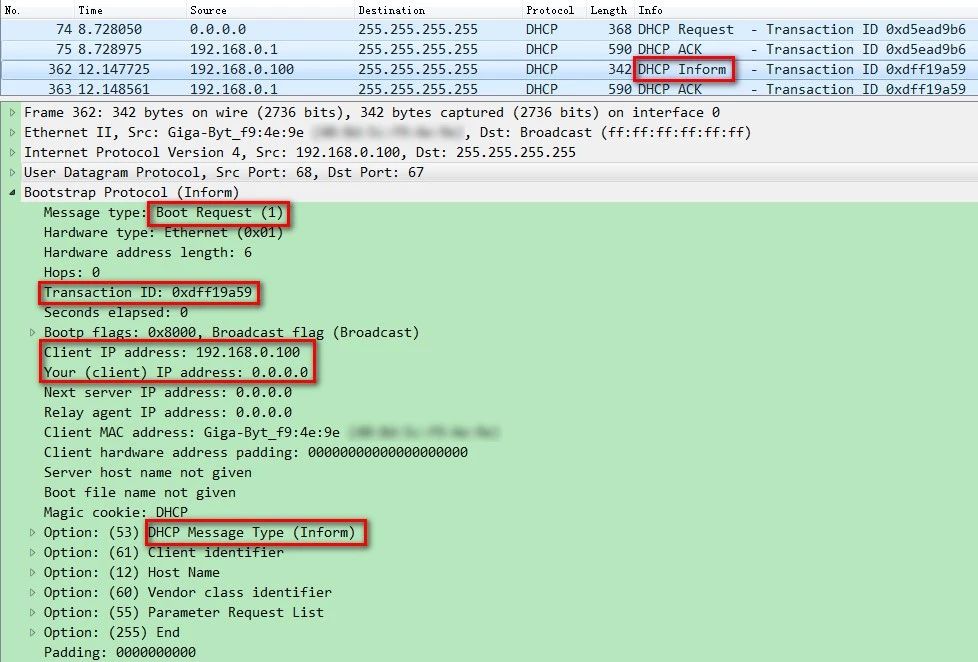 No. Time Source Destination Protocol Length Info
74 8.728050 0.0.0.0 255.255.255.255 DHCP 368 DHCP Request - Transaction ID 0xd5ead9b6
75 8.728975 192.168.0.1 255.255.255.255 DHCP 590 DHCP ACK - Transaction ID 0xd5ead9b6
362 12.147725 192.168.0.100 255.255.255.255 DHCP 342 DHCP Inform - Transaction ID 0xdff19a59
363 12.148561 192.168.0.1 255.255.255.255 DHCP 590 DHCP ACK - Transaction ID 0xdff19a59
Frame 362: 342 bytes on wire (2736 bits), 342 bytes captured (2736 bits) on interface 0
Ethernet II, Src: Giga-Byt_f9:4e:9e , Dst: Broadcast (ff:ff:ff:ff:ff:ff)
Internet Protocol Version 4, Src: 192.168.0.100, Dst: 255.255.255.255
User Datagram Protocol, Src Port: 68, Dst Port: 67
Bootstrap Protocol (Inform)
Message type: Boot Request (1)
Hardware type: Ethernet (0x01)
Hardware address length: 6
Hops: 0
Transaction ID: 0xdff19a59
Seconds elapsed: 0
Bootp flags: 0x8000, Broadcast flag (Broadcast)
Client IP address: 192.168.0.100
Your (client) IP address: 0.0.0.0
Next server IP address: 0.0.0.0
Relay agent IP address: 0.0.0.0
Client MAC address: Giga-Byt_f9:4e:9e
Client hardware address padding: 00000000000000000000
Server host name not given
Boot file name not given
Magic cookie: DHCP
Option: (53) DHCP Message Type (Inform)
Option: (61) Client identifier
Option: (12) Host Name
Option: (60) Vendor class identifier
Option: (55) Parameter Request List
Option: (255) End
Padding: 0000000000